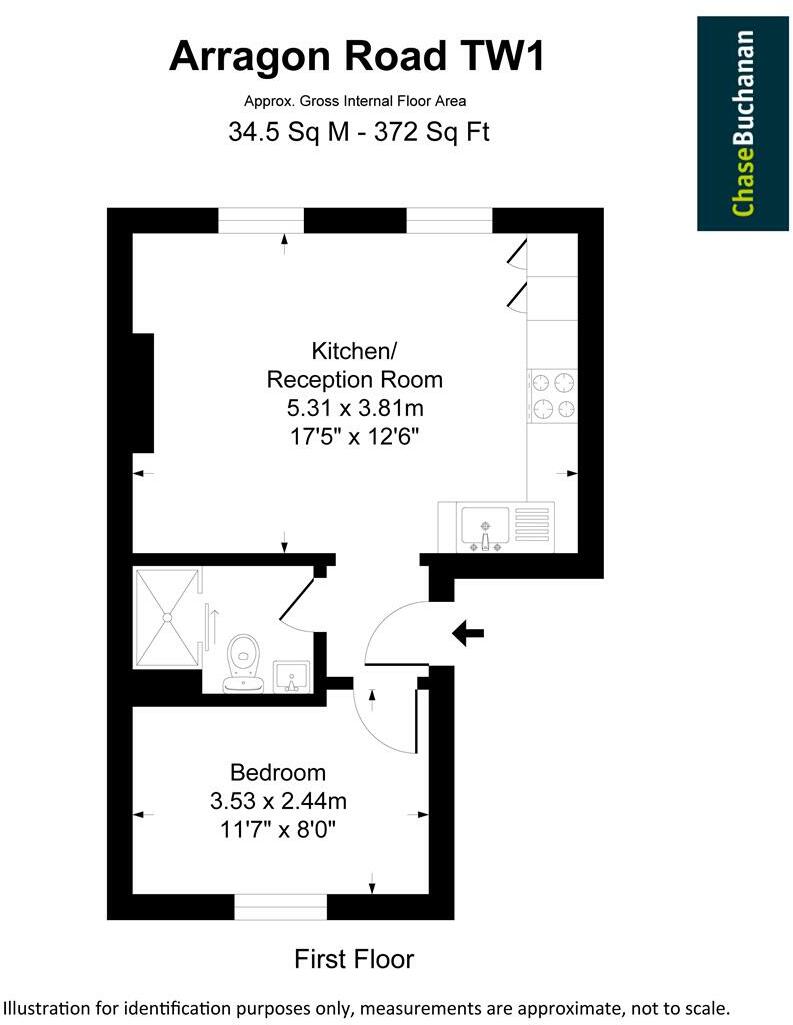 Arragon Road TW1
Approx. Gross Internal Floor Area
34.5 Sq M - 372 Sq Ft
ChaseBuchanan
Kitchen/
Reception Room
5.31 x 3.81m
17'5" x 12'6"
Bedroom
3.53 x 2.44m
11'7" x 8'0"
First Floor
Illustration for identification purposes only, measurements are approximate, not to scale.